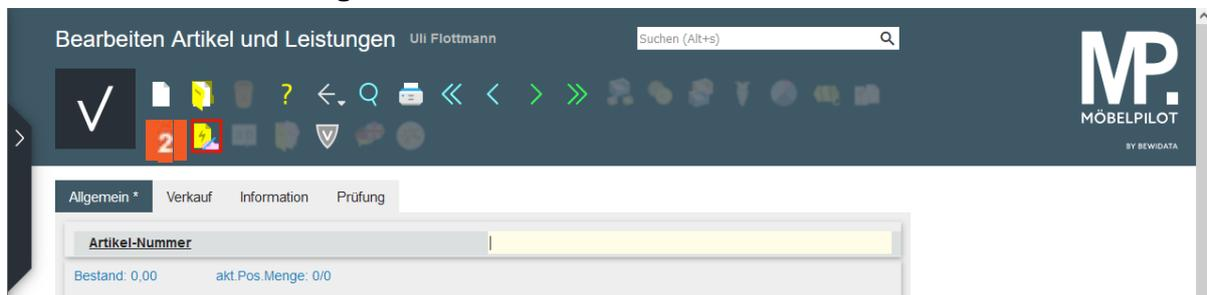 Bearbeiten Artikel und Leistungen Uli Flottmann
Suchen (Alt+s)
MP.
MÖBELPILOT
BY BEWIDATA
?
2
V
Allgemein * Verkauf Information Prüfung
Artikel-Nummer
Bestand: 0,00 akt.Pos.Menge: 0/0